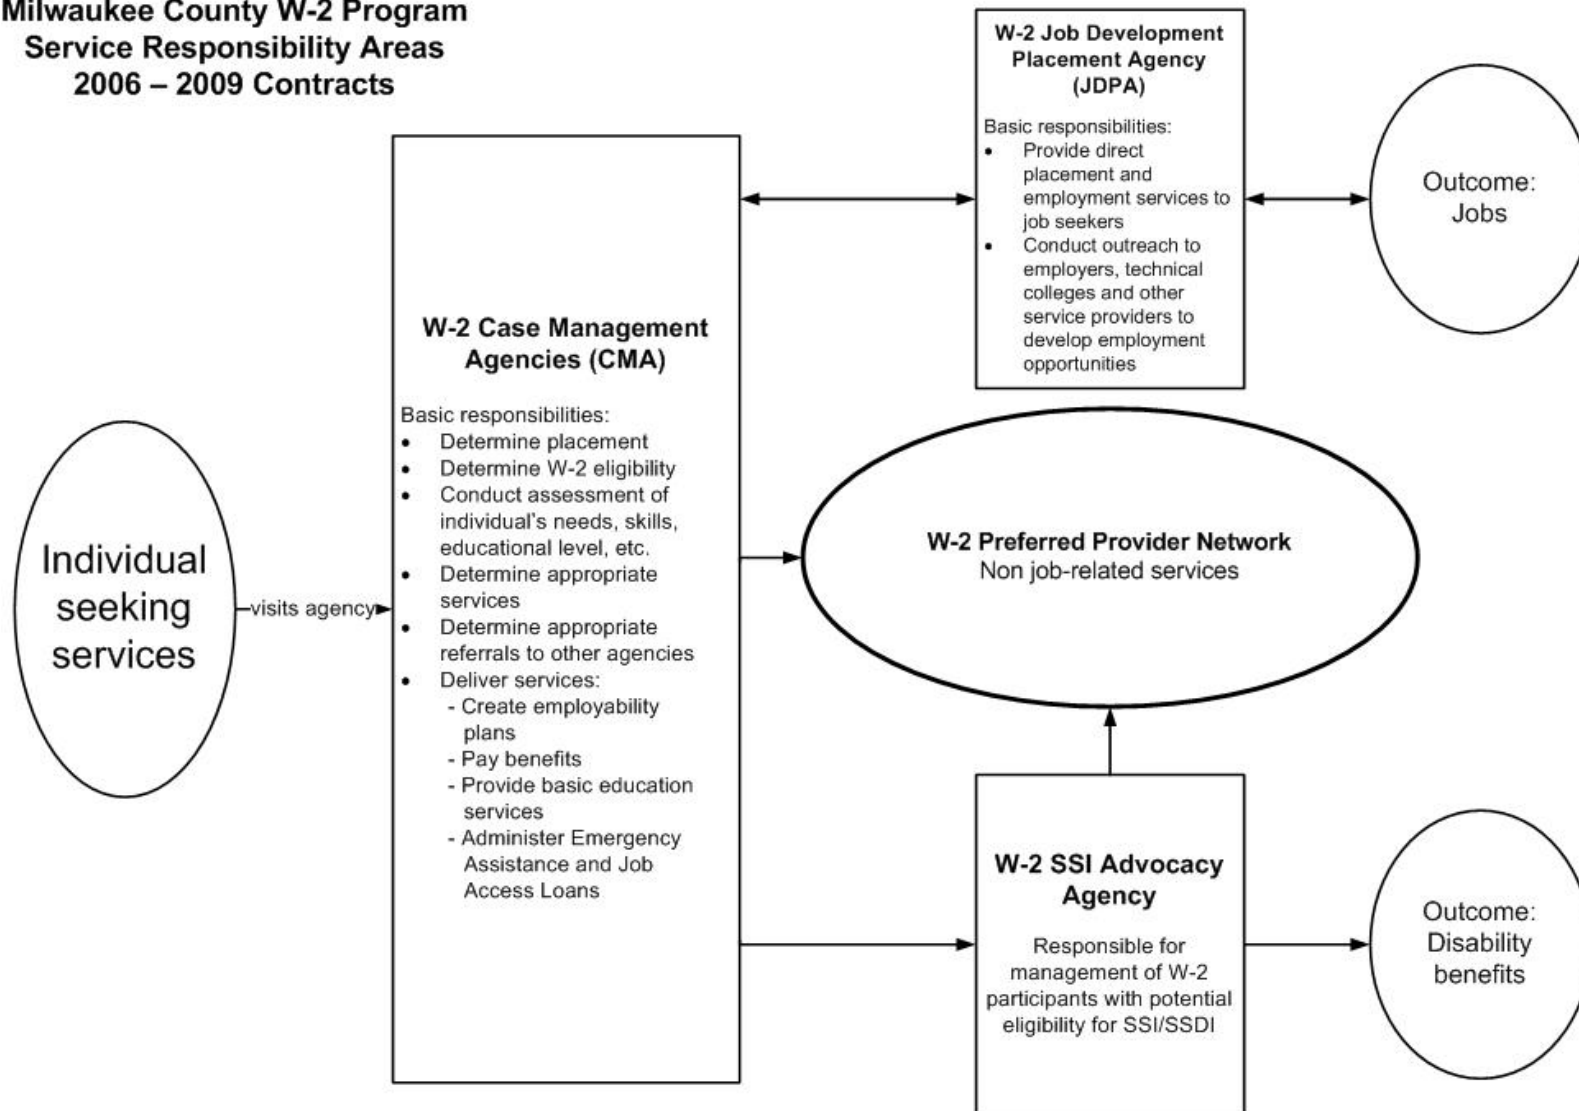 Milwaukee County W-2 Program
Service Responsibility Areas
2006 – 2009 Contracts
Individual
seeking
services
visits agency
W-2 Case Management
Agencies (CMA)
Basic responsibilities:
• Determine placement
• Determine W-2 eligibility
• Conduct assessment of
individual's needs, skills,
educational level, etc.
• Determine appropriate
services
• Determine appropriate
referrals to other agencies
• Deliver services:
- Create employability
plans
- Pay benefits
- Provide basic education
services
- Administer Emergency
Assistance and Job
Access Loans
W-2 Job Development
Placement Agency
(JDPA)
Basic responsibilities:
• Provide direct
placement and
employment services to
job seekers
• Conduct outreach to
employers, technical
colleges and other
service providers to
develop employment
opportunities
Outcome:
Jobs
W-2 Preferred Provider Network
Non job-related services
W-2 SSI Advocacy
Agency
Responsible for
management of W-2
participants with potential
eligibility for SSI/SSDI
Outcome:
Disability
benefits